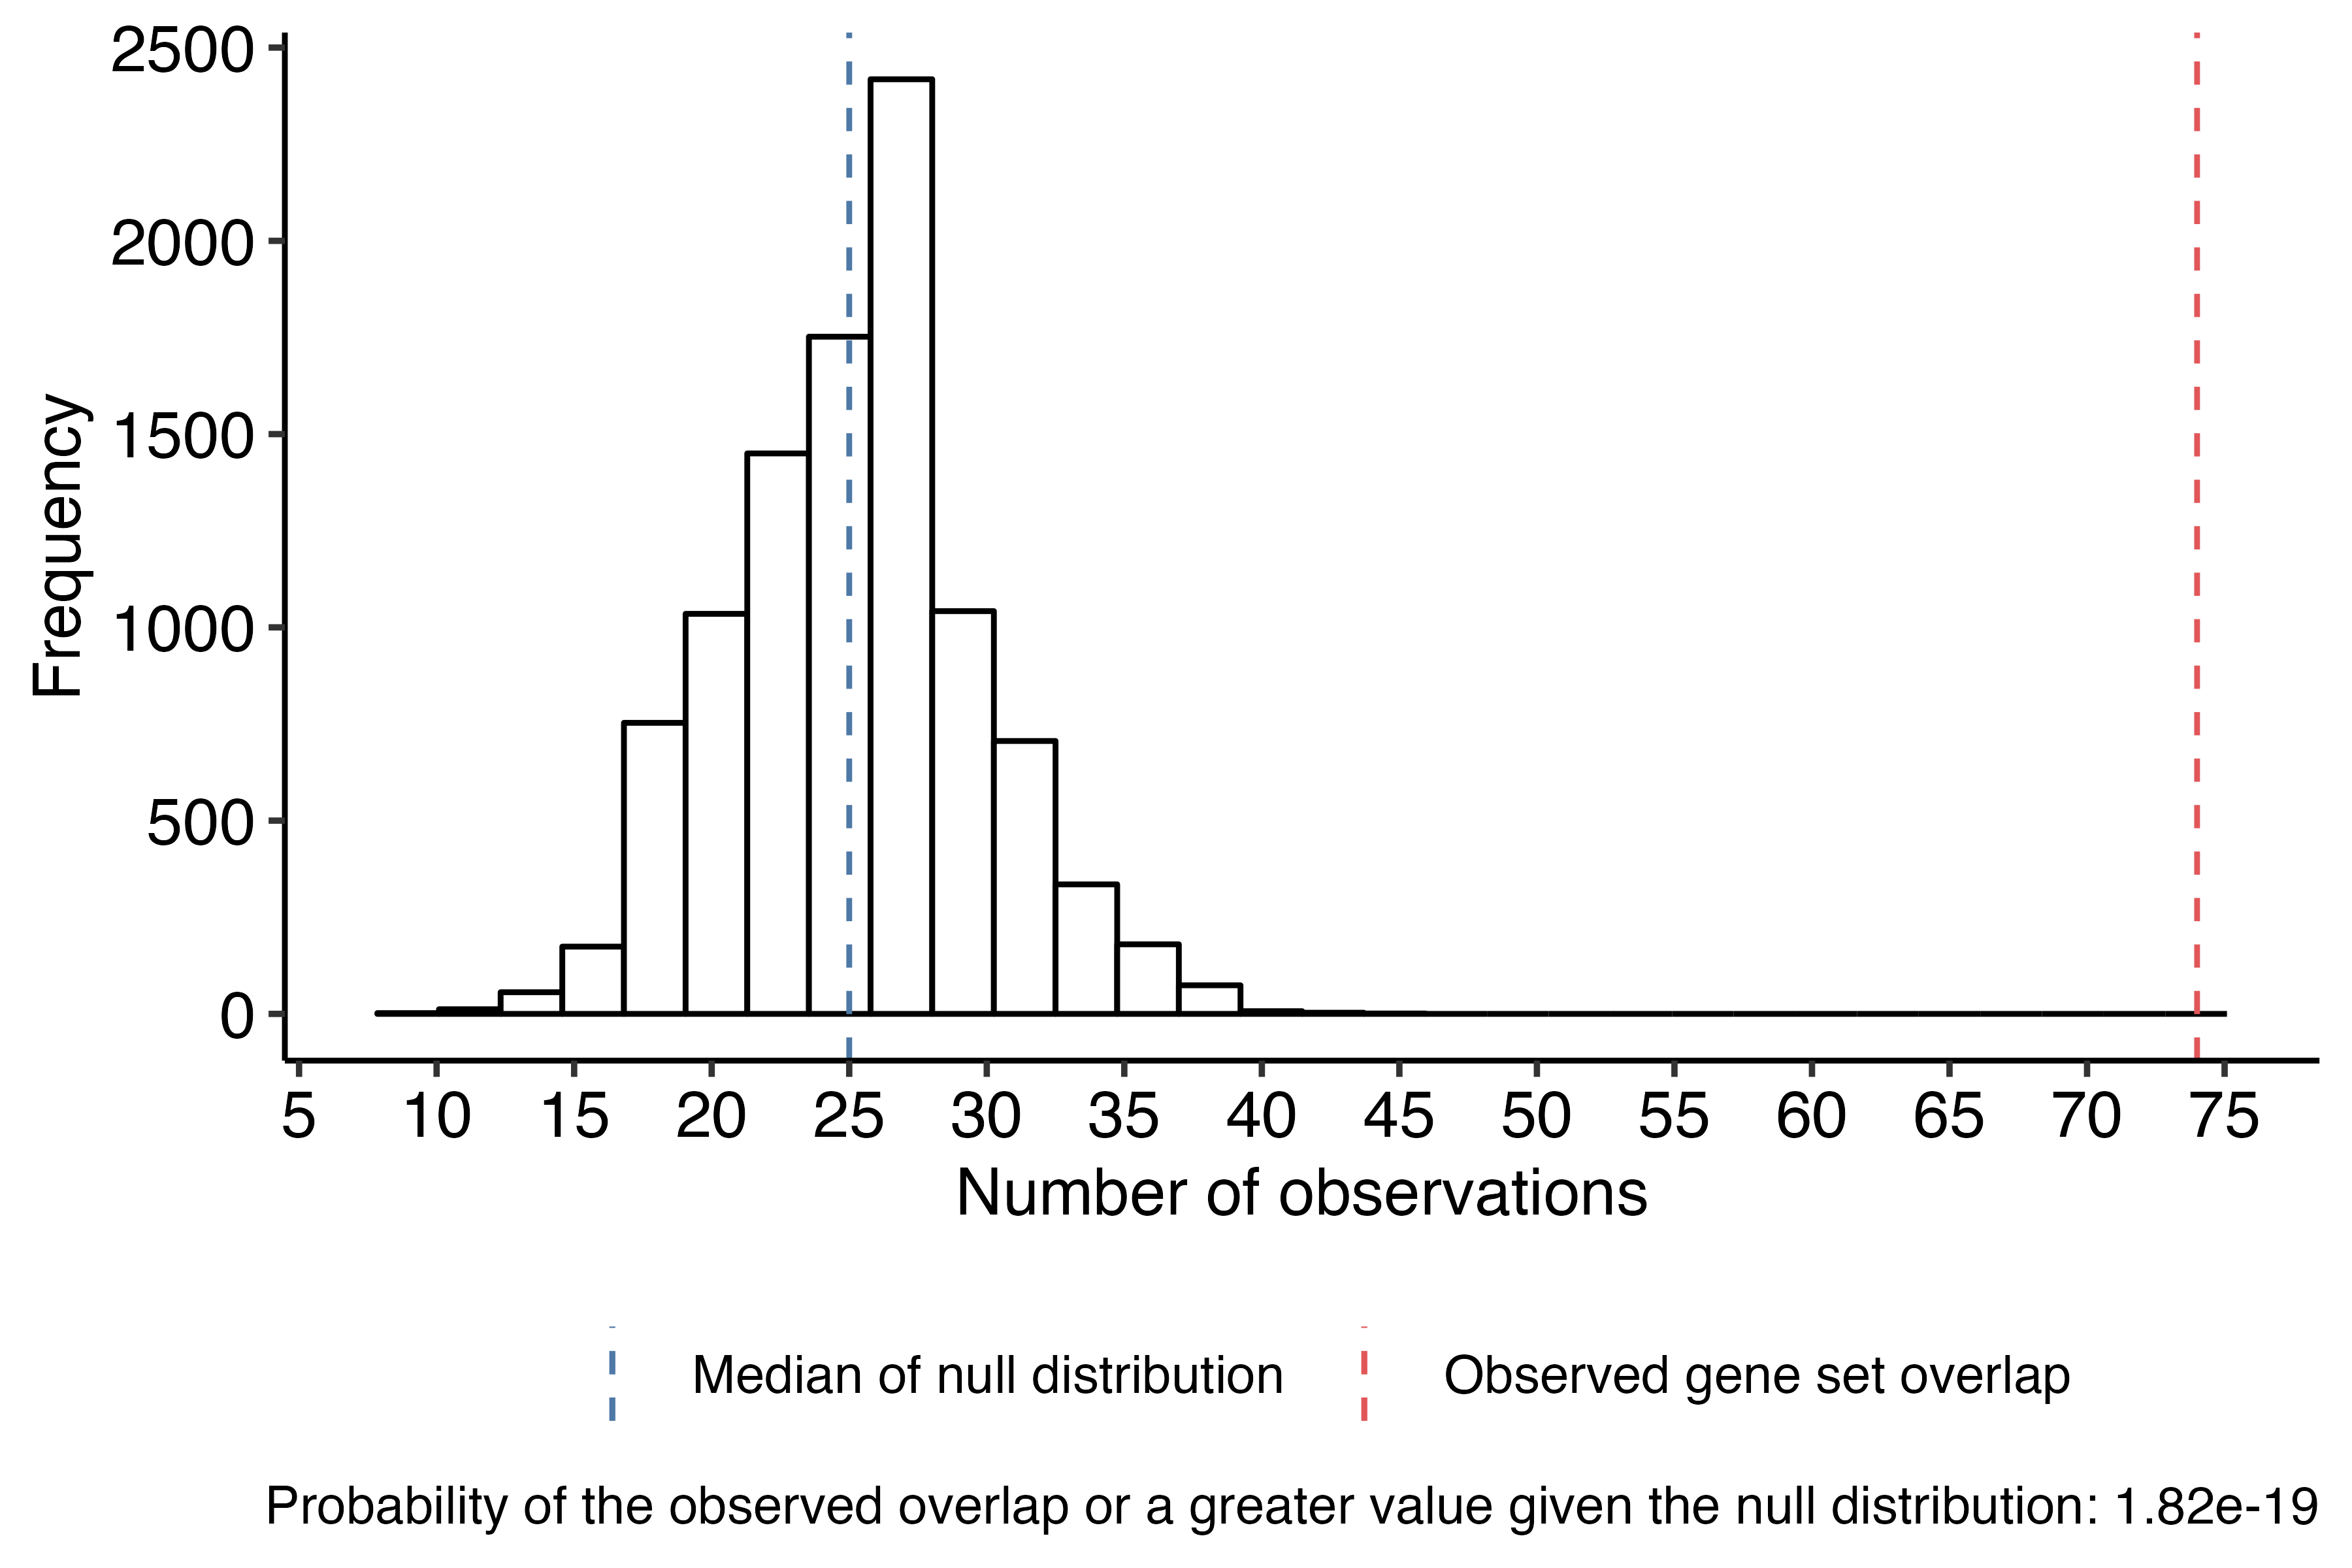 2500
2000
1500
1000
500
0
Frequency
5 10 15 20 25 30 35 40 45 50 55 60 65 70 75
Number of observations
Median of null distribution Observed gene set overlap
Probability of the observed overlap or a greater value given the null distribution: 1.82e-19